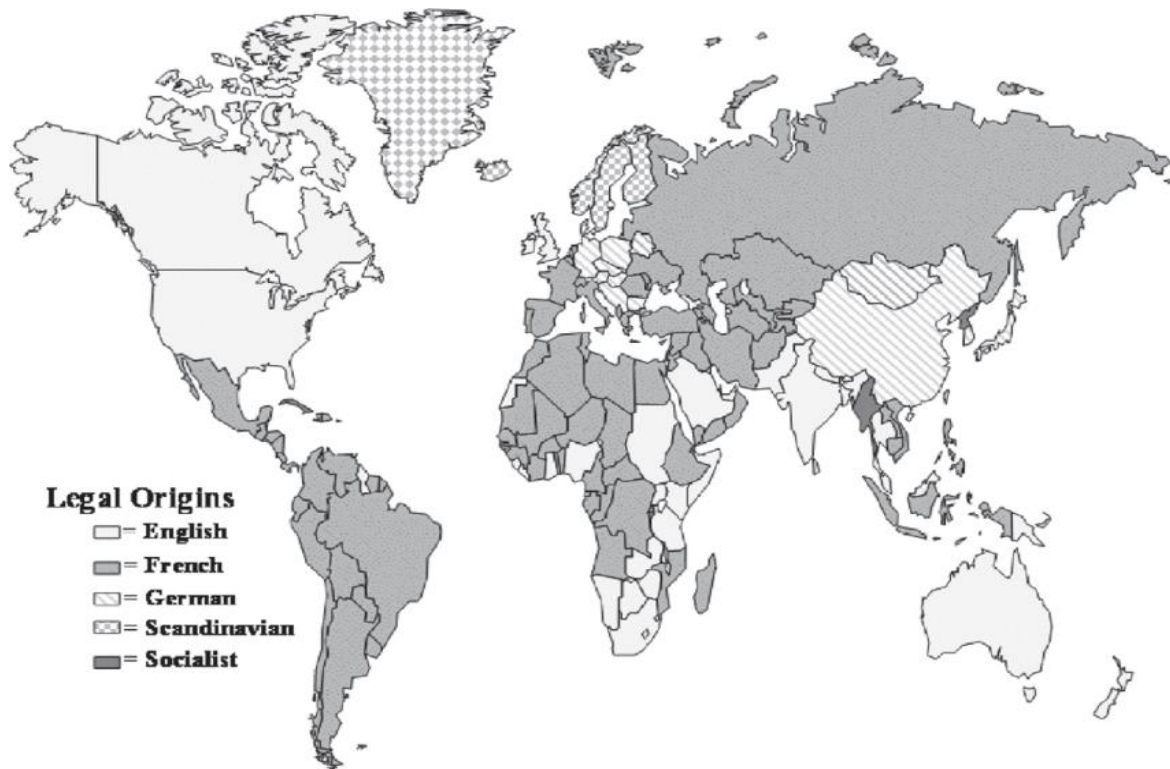 Legal Origins
= English
= French
= German
= Scandinavian
= Socialist